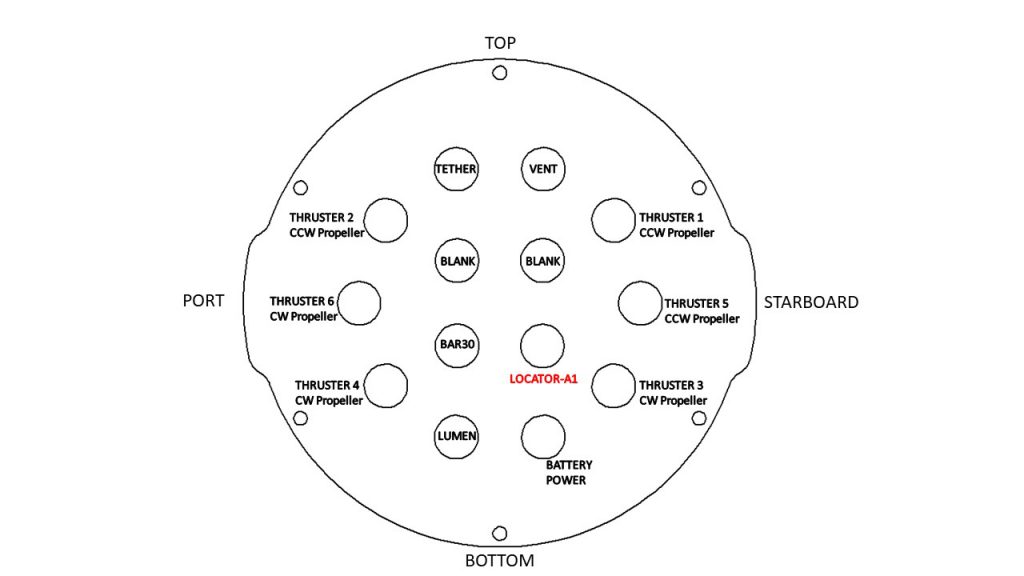 TOP
TETHER
VENT
THRUSTER 2
CCW Propeller
THRUSTER 1
CCW Propeller
BLANK
BLANK
PORT
THRUSTER 6
CW Propeller
THRUSTER 5
CCW Propeller
STARBOARD
BAR30
LOCATOR-A1
THRUSTER 4
CW Propeller
THRUSTER 3
CW Propeller
LUMEN
BATTERY
POWER
BOTTOM